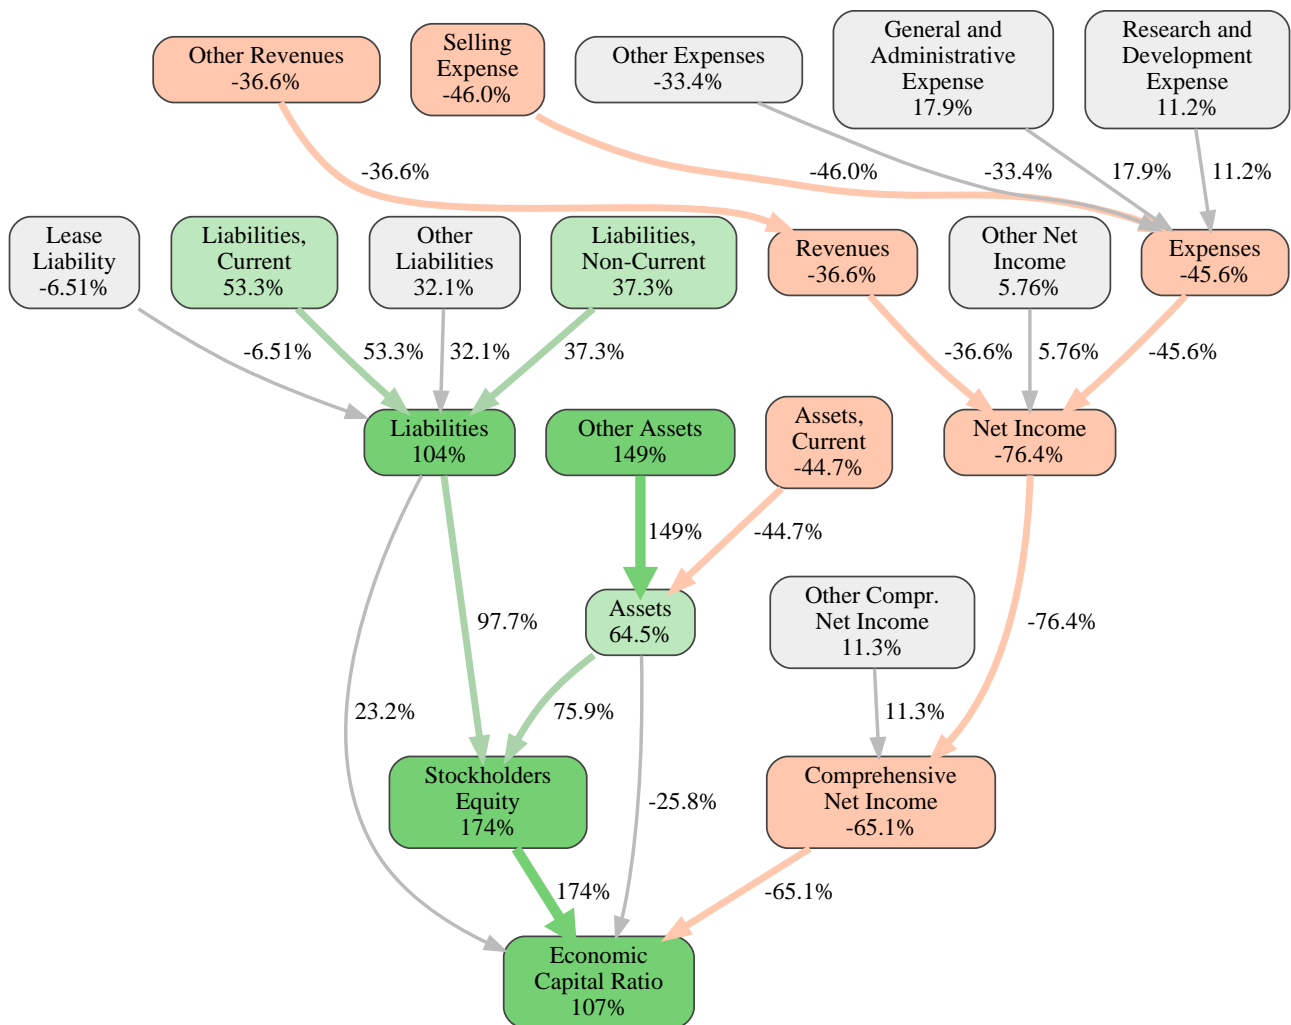 Other Revenues
-36.6%
Selling
Expense
-46.0%
Other Expenses
-33.4%
General and
Administrative
Expense
17.9%
Research and
Development
Expense
11.2%
-36.6%
-46.0%
-33.4%
17.9%
11.2%
Lease
Liability
-6.51%
Liabilities,
Current
53.3%
Other
Liabilities
32.1%
Liabilities,
Non-Current
37.3%
Revenues
-36.6%
Other Net
Income
5.76%
Expenses
-45.6%
-6.51%
53.3%
32.1%
37.3%
-36.6%
5.76%
-45.6%
Liabilities
104%
Other Assets
149%
Assets,
Current
-44.7%
Net Income
-76.4%
149%
-44.7%
97.7%
Assets
64.5%
Other Compr.
Net Income
11.3%
-76.4%
23.2%
75.9%
11.3%
Stockholders
Equity
174%
-25.8%
Comprehensive
Net Income
-65.1%
174%
-65.1%
Economic
Capital Ratio
107%